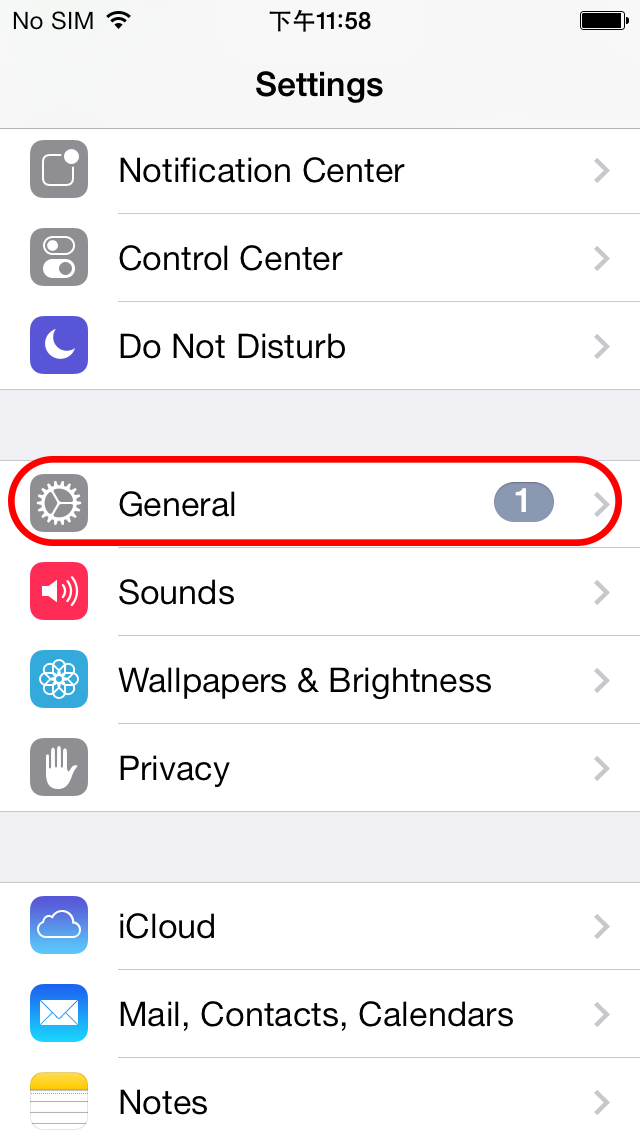 No SIM 下午11:58
Settings
Notification Center
Control Center
Do Not Disturb
General 1
Sounds
Wallpapers & Brightness
Privacy
iCloud
Mail, Contacts, Calendars
Notes